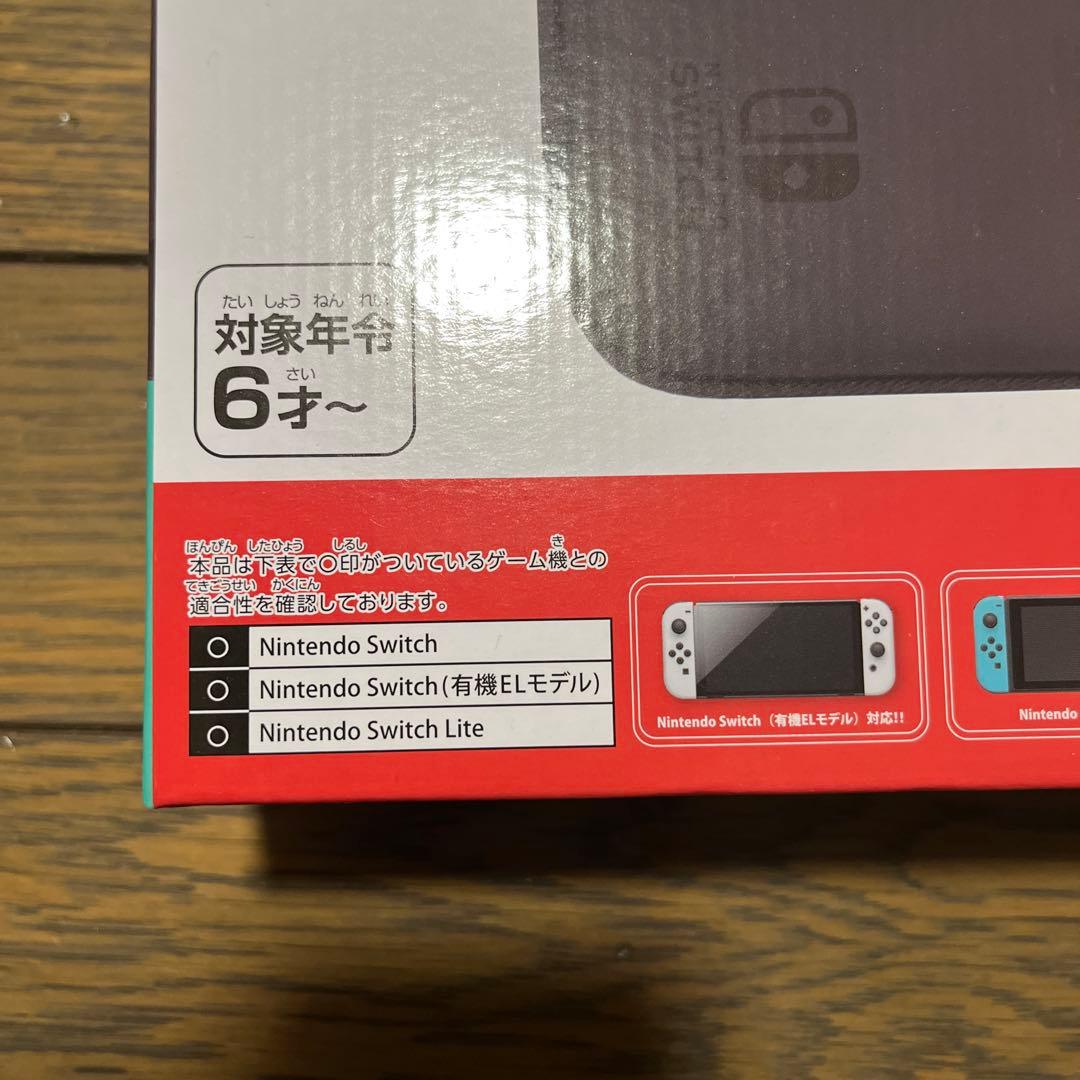 NINTENDO
SWITCH
たい しょう ねん れい
対象年令
さい
6才～
ほんぴん したひょう しるし き
本品は下表で〇印がついているゲーム機との
てきごうせい かくにん
適合性を確認しております。
〇 Nintendo Switch
〇 Nintendo Switch(有機ELモデル)
〇 Nintendo Switch Lite
Nintendo Switch（有機ELモデル）対応!!
Nintendo